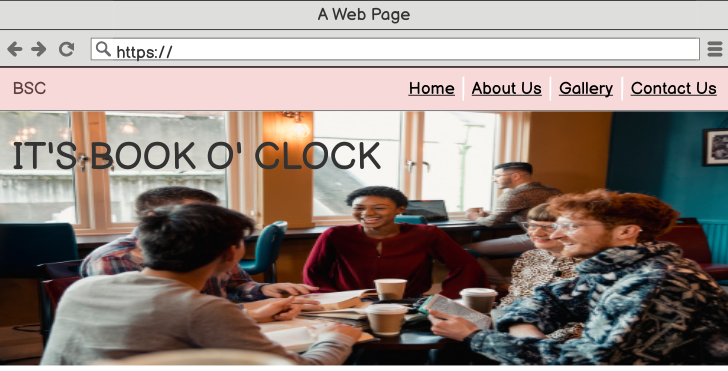 A Web Page
https://
BSC
Home About Us Gallery Contact Us
IT'S BOOK O' CLOCK